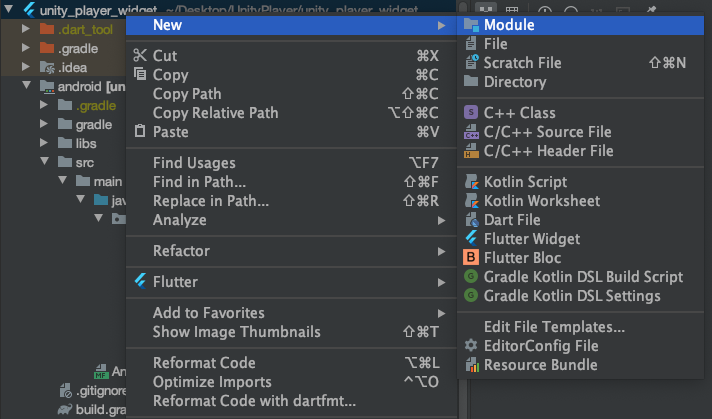 unity_player_widget ~/Desktop/UnityPlayer/unity_player_widget
.dart_tool
.gradle
.idea
android [un
.gradle
gradle
libs
src
main
jav
An
.gitignore
build.gra
New
Cut ⌘X
Copy ⌘C
Copy Path ⇧⌘C
Copy Relative Path ⌥⇧⌘C
Paste ⌘V
Find Usages ⌥F7
Find in Path... ⇧⌘F
Replace in Path... ⇧⌘R
Analyze
Refactor
Flutter
Add to Favorites
Show Image Thumbnails ⇧⌘T
Reformat Code ⌥⌘L
Optimize Imports ^⌥O
Reformat Code with dartfmt...
Module
File
Scratch File ⇧⌘N
Directory
C++ Class
C/C++ Source File
C/C++ Header File
Kotlin Script
Kotlin Worksheet
Dart File
Flutter Widget
Flutter Bloc
Gradle Kotlin DSL Build Script
Gradle Kotlin DSL Settings
Edit File Templates...
EditorConfig File
Resource Bundle